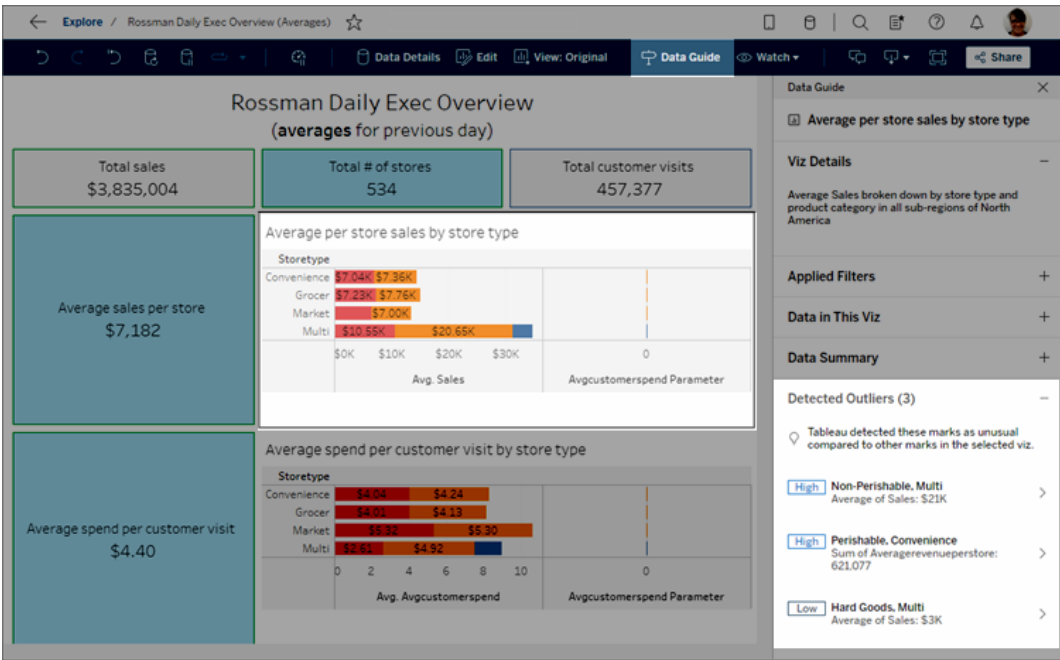 Explore / Rossman Daily Exec Overview (Averages)
Data Details Edit View: Original Data Guide Watch Share
Rossman Daily Exec Overview
(averages for previous day)
Total sales
$3,835,004
Total # of stores
534
Total customer visits
457,377
Average sales per store
$7,182
Average per store sales by store type
Storetype
Convenience $7.04K $7.36K
Grocer $7.23K $7.76K
Market $7.00K
Multi $10.55K $20.65K
$0K $10K $20K $30K 0
Avg. Sales Avgcustomerspend Parameter
Average spend per customer visit
$4.40
Average spend per customer visit by store type
Storetype
Convenience $4.04 $4.24
Grocer $4.01 $4.13
Market $5.32 $5.30
Multi $2.61 $4.92
0 2 4 6 8 10 0
Avg. Avgcustomerspend Avgcustomerspend Parameter
Data Guide
Average per store sales by store type
Viz Details
Average Sales broken down by store type and
product category in all sub-regions of North
America
Applied Filters
Data in This Viz
Data Summary
Detected Outliers (3)
Tableau detected these marks as unusual
compared to other marks in the selected viz.
High Non-Perishable, Multi
Average of Sales: $21K
High Perishable, Convenience
Sum of Averagerevenueperstore:
621,077
Low Hard Goods, Multi
Average of Sales: $3K